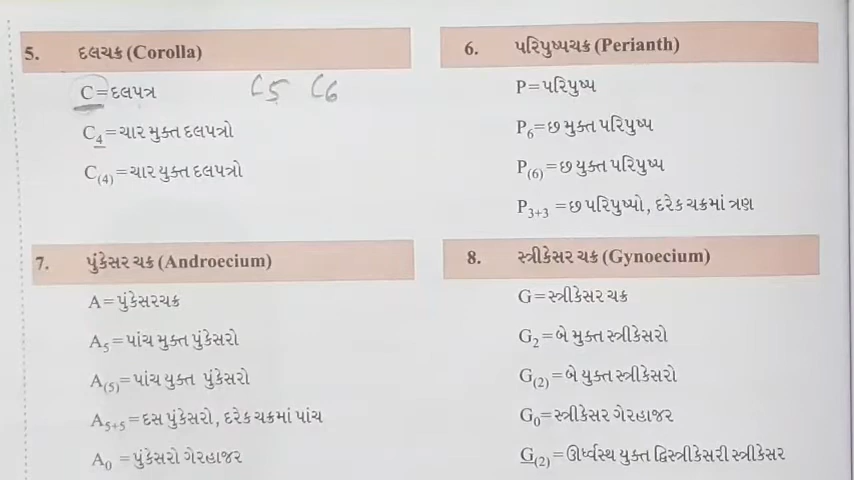 5. દલચક્ર (Corolla)
C=દલપત્ર C5 C6
C4=ચાર મુક્ત દલપત્રો
C(4)=ચાર યુક્ત દલપત્રો
6. પરિપુષ્પચક્ર (Perianth)
P=પરિપુષ્પ
P6=છ મુક્ત પરિપુષ્પ
P(6)=છ યુક્ત પરિપુષ્પ
P3+3 =છ પરિપુષ્પો, દરેક ચક્રમાં ત્રણ
7. પુંકેસર ચક્ર (Androecium)
A=પુંકેસરચક્ર
A5=પાંચ મુક્ત પુંકેસરો
A(5)=પાંચ યુક્ત પુંકેસરો
A5+5 =દસ પુંકેસરો, દરેક ચક્રમાં પાંચ
A0 =પુંકેસરો ગેરહાજર
8. સ્ત્રીકેસર ચક્ર (Gynoecium)
G=સ્ત્રીકેસર ચક્ર
G2=બે મુક્ત સ્ત્રીકેસરો
G(2)=બે યુક્ત સ્ત્રીકેસરો
G0=સ્ત્રીકેસર ગેરહાજર
G(2)=ઊર્ધ્વસ્થ યુક્ત દ્વિસ્ત્રીકેસરી સ્ત્રીકેસર